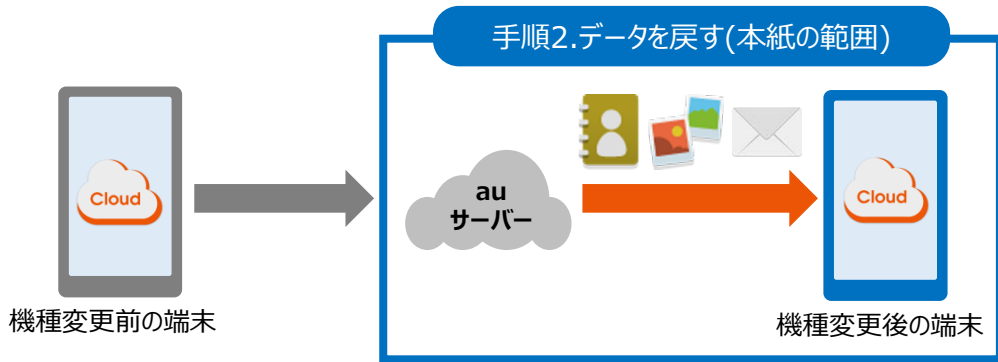 手順2.データを戻す(本紙の範囲)
Cloud
au
サーバー
Cloud
機種変更前の端末
機種変更後の端末